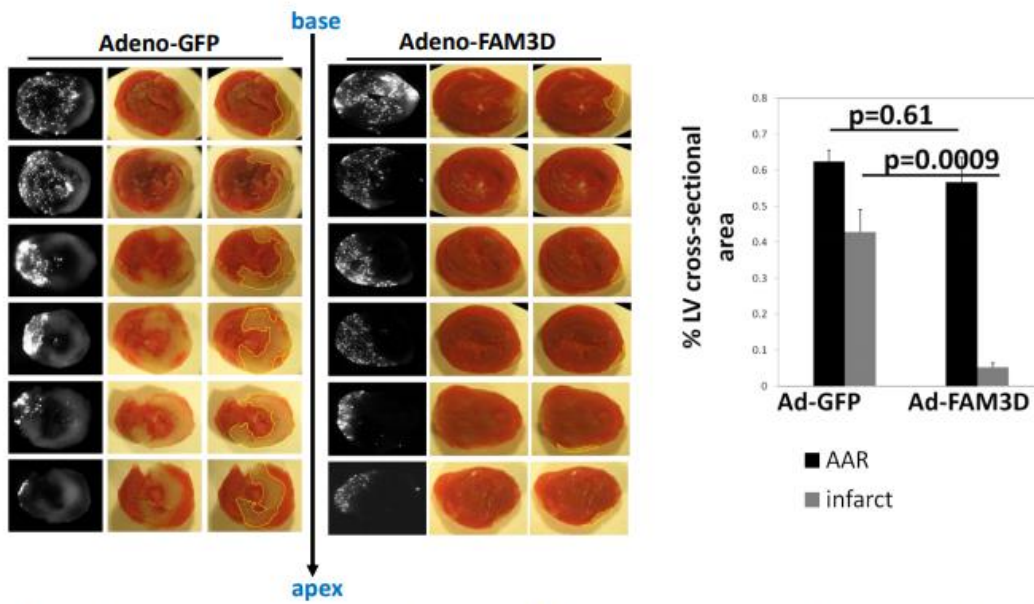 base
Adeno-GFP
Adeno-FAM3D
apex
% LV cross-sectional
area
0.8
0.7
0.6
0.5
0.4
0.3
0.2
0.1
0
p=0.61
p=0.0009
Ad-GFP
Ad-FAM3D
AAR
infarct